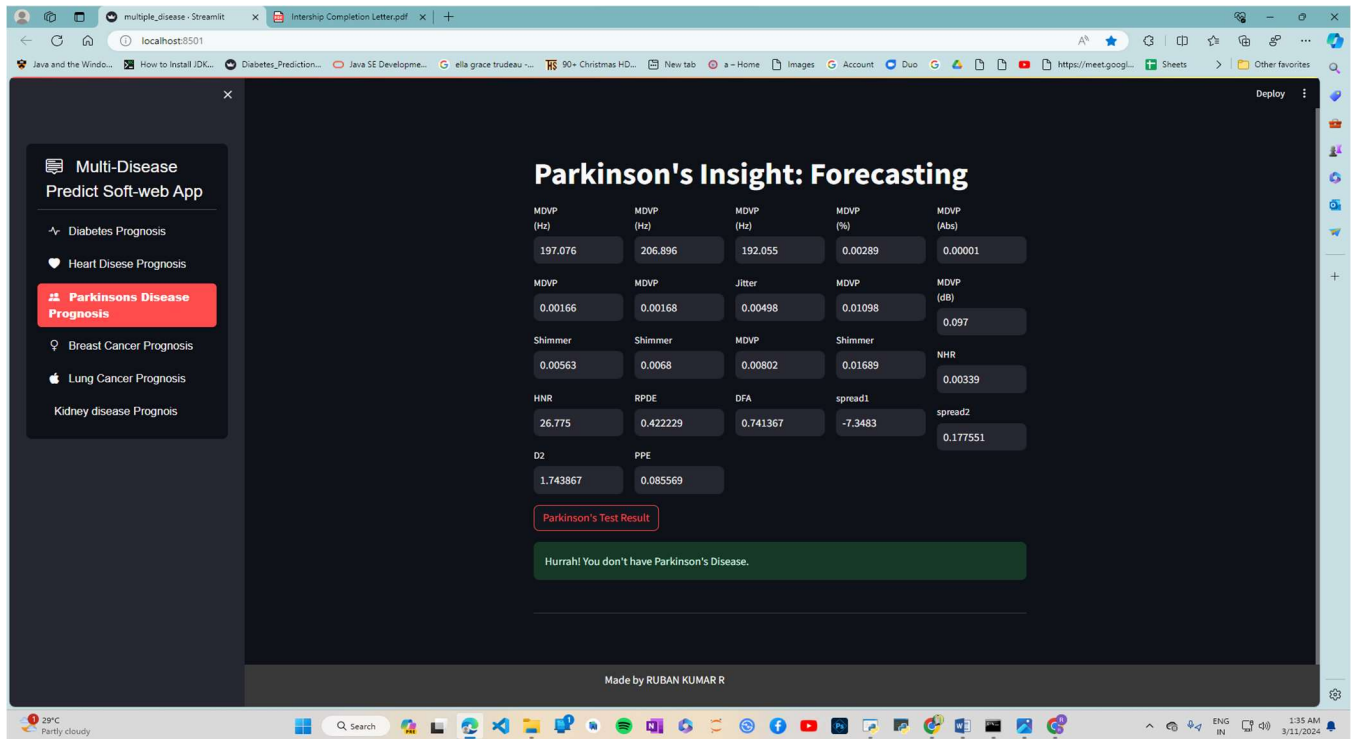 multiple_disease · Streamlit
Intership Completion Letter.pdf
localhost:8501
Java and the Windo...
How to Install JDK...
Diabetes_Prediction...
Java SE Developme...
ella grace trudeau -...
90+ Christmas HD...
New tab
a – Home
Images
Account
Duo
https://meet.googl...
Sheets
Other favorites
Deploy
Multi-Disease
Predict Soft-web App
Diabetes Prognosis
Heart Disese Prognosis
Parkinsons Disease
Prognosis
Breast Cancer Prognosis
Lung Cancer Prognosis
Kidney disease Prognois
Parkinson's Insight: Forecasting
MDVP MDVP MDVP MDVP MDVP
(Hz) (Hz) (Hz) (%) (Abs)
197.076 206.896 192.055 0.00289 0.00001
MDVP MDVP Jitter MDVP MDVP
(dB)
0.00166 0.00168 0.00498 0.01098 0.097
Shimmer Shimmer MDVP Shimmer NHR
0.00563 0.0068 0.00802 0.01689 0.00339
HNR RPDE DFA spread1 spread2
26.775 0.422229 0.741367 -7.3483 0.177551
D2 PPE
1.743867 0.085569
Parkinson's Test Result
Hurrah! You don't have Parkinson's Disease.
Made by RUBAN KUMAR R
29°C
Partly cloudy
Search
ENG
IN
1:35 AM
3/11/2024